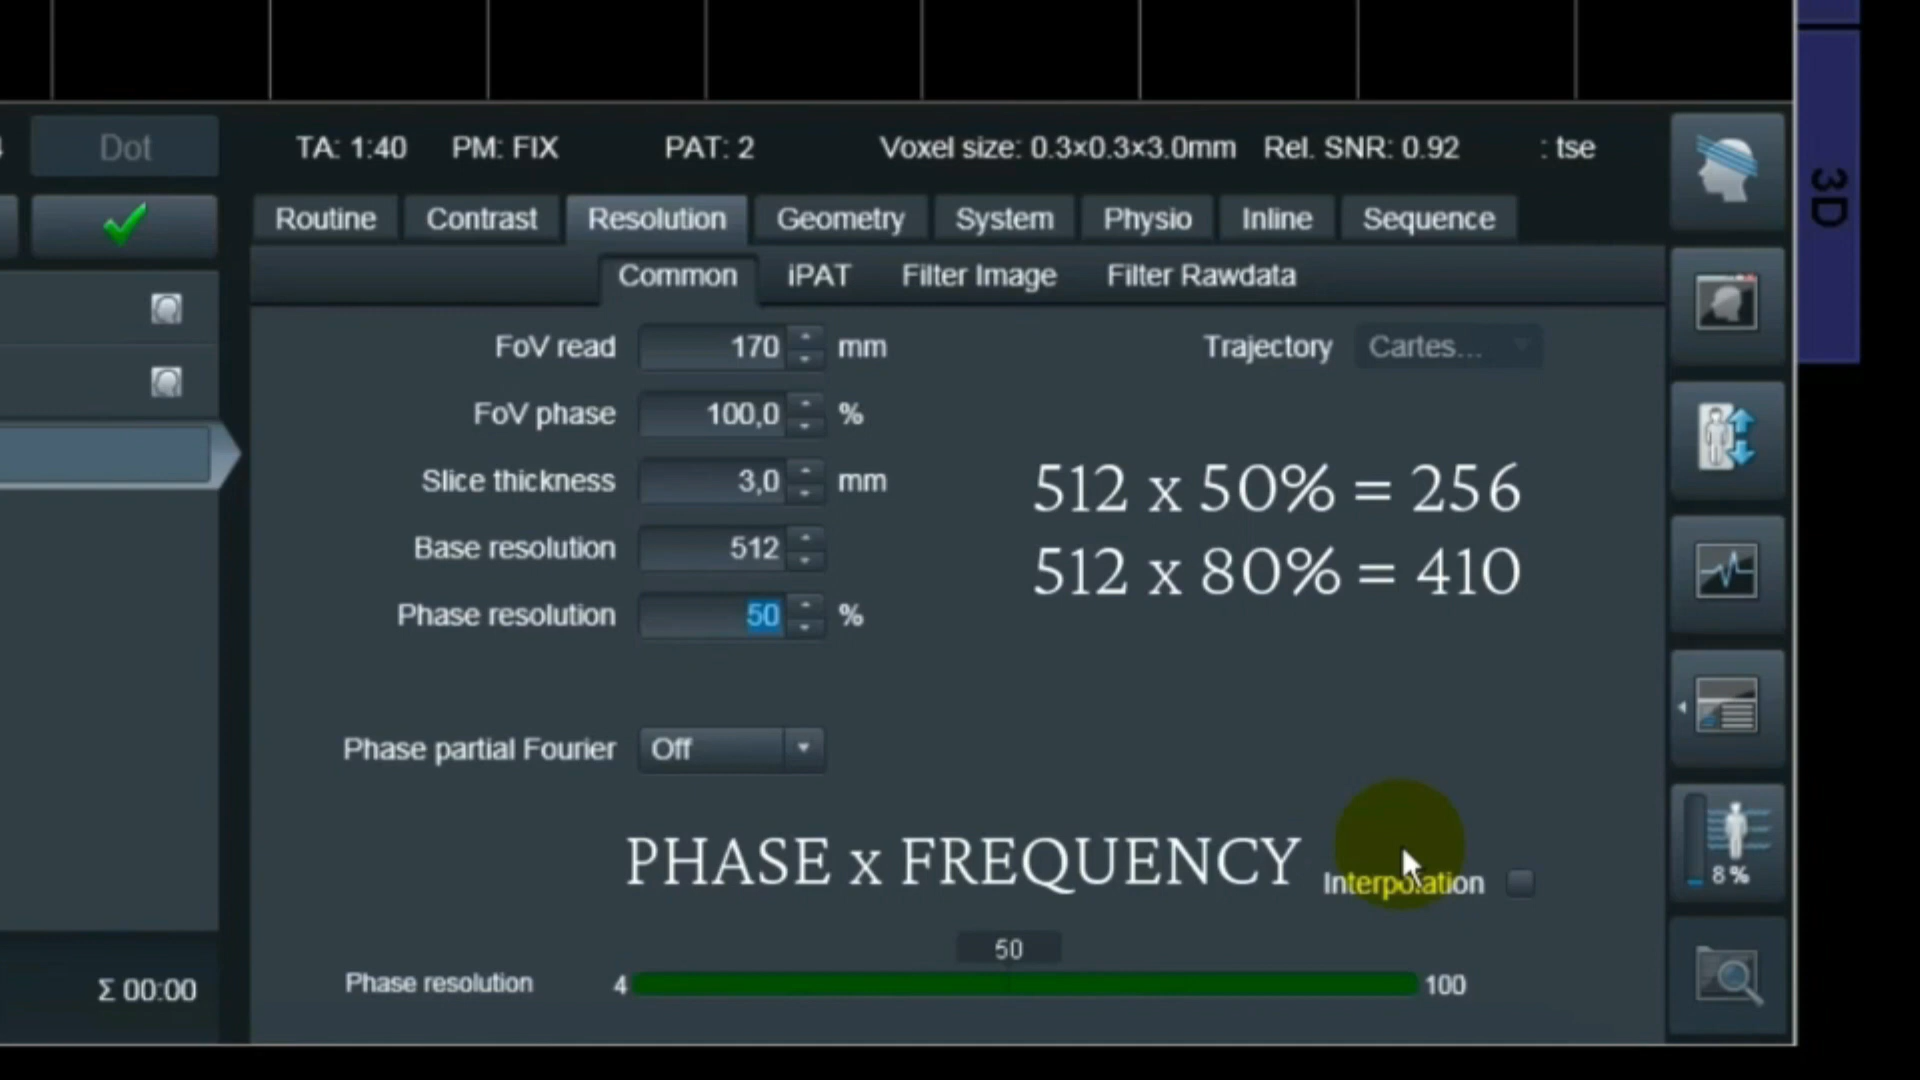 Dot
TA: 1:40 PM: FIX PAT: 2 Voxel size: 0.3×0.3×3.0mm Rel. SNR: 0.92 : tse
Routine Contrast Resolution Geometry System Physio Inline Sequence
Common iPAT Filter Image Filter Rawdata
FoV read 170 mm Trajectory Cartes...
FoV phase 100,0 %
Slice thickness 3,0 mm
512 x 50% = 256
Base resolution 512
512 x 80% = 410
Phase resolution 50 %
Phase partial Fourier Off
PHASE x FREQUENCY
Interpolation
50
Phase resolution 4 100
Σ 00:00
3D
8 %